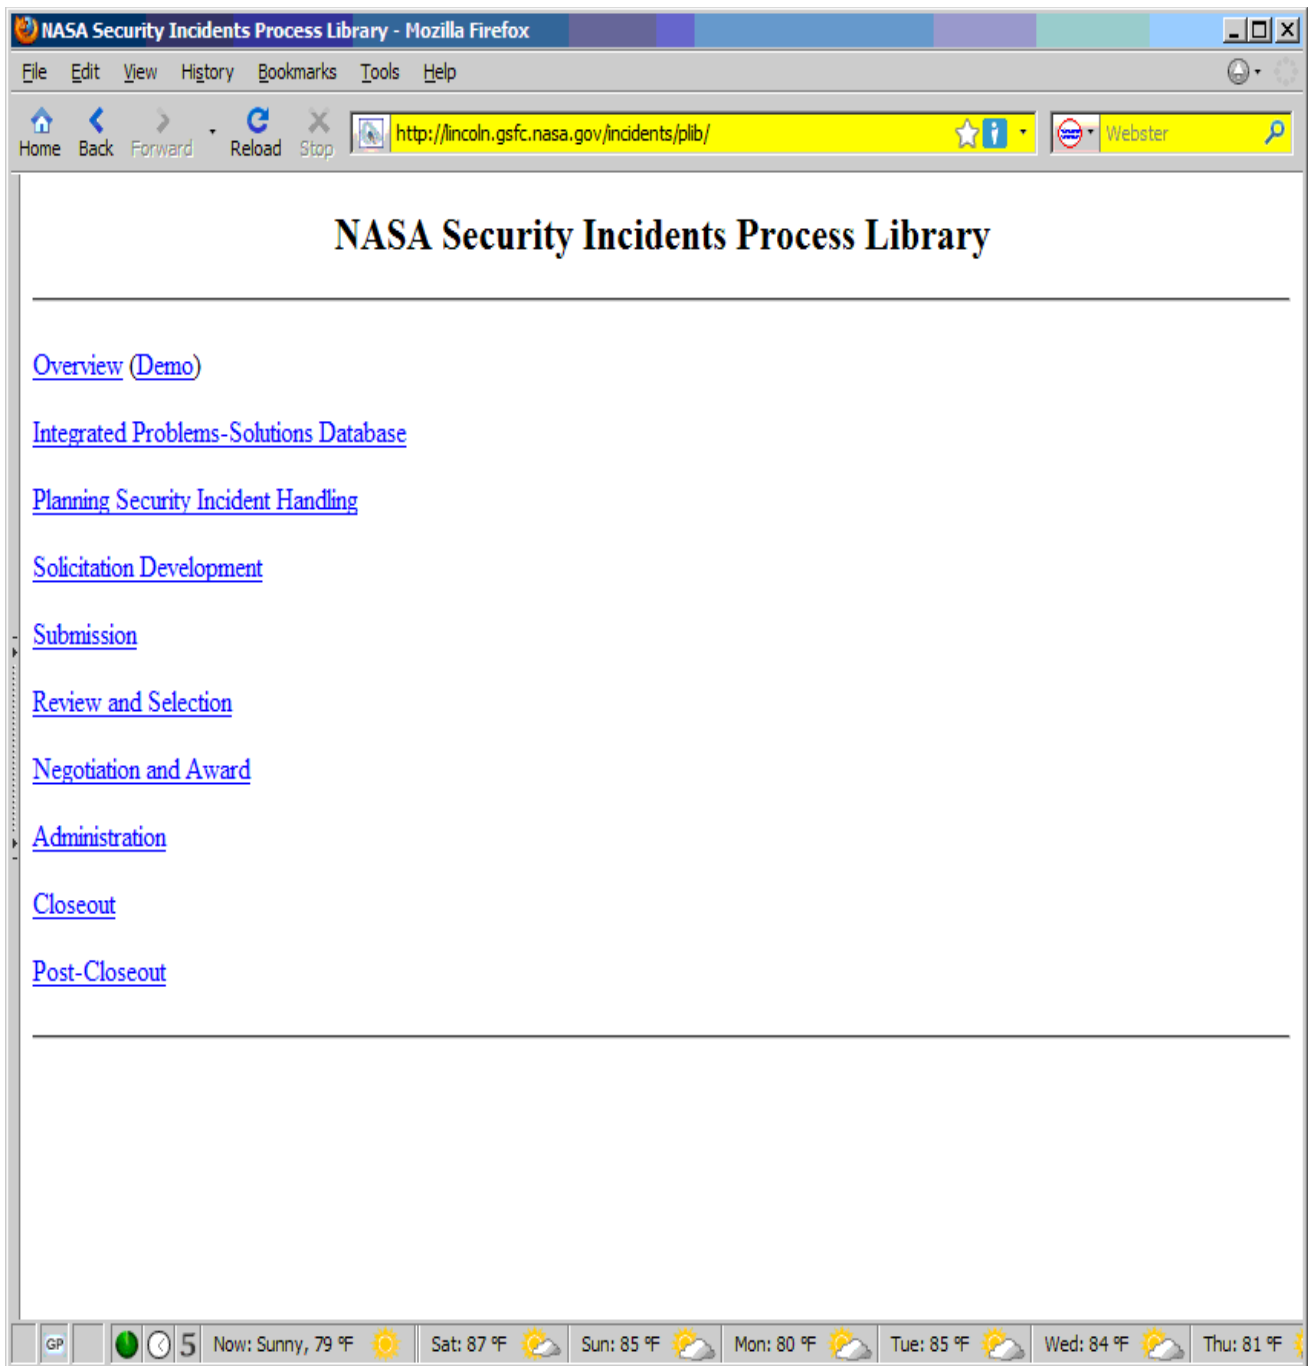 NASA Security Incidents Process Library - Mozilla Firefox
File Edit View History Bookmarks Tools Help
Home Back Forward Reload Stop http://lincoln.gsfc.nasa.gov/incidents/plib/ Webster
NASA Security Incidents Process Library
Overview (Demo)
Integrated Problems-Solutions Database
Planning Security Incident Handling
Solicitation Development
Submission
Review and Selection
Negotiation and Award
Administration
Closeout
Post-Closeout
GP 5 Now: Sunny, 79 °F Sat: 87 °F Sun: 85 °F Mon: 80 °F Tue: 85 °F Wed: 84 °F Thu: 81 °F